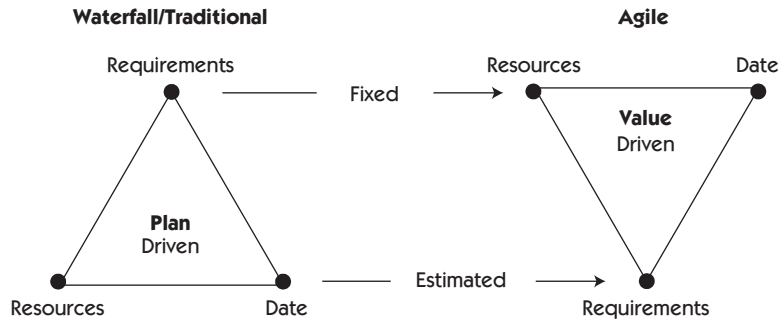 Waterfall/Traditional
Agile
Requirements
Resources
Date
Fixed
Value
Driven
Plan
Driven
Estimated
Resources
Date
Requirements